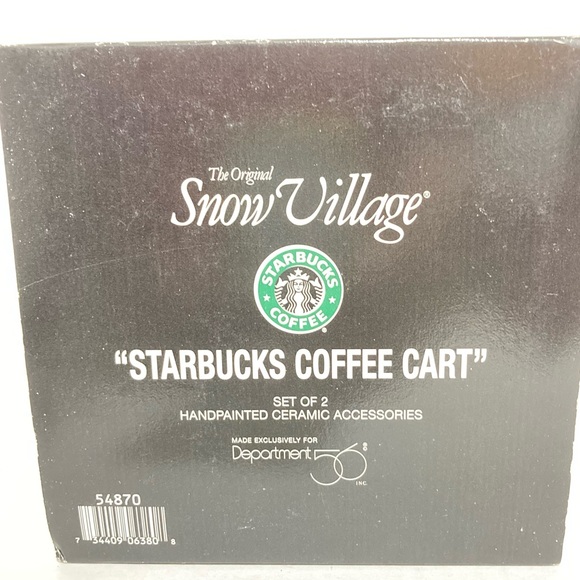 The Original
Snow Village®
STARBUCKS
COFFEE
®
"STARBUCKS COFFEE CART"
SET OF 2
HANDPAINTED CERAMIC ACCESSORIES
MADE EXCLUSIVELY FOR
Department 56®
INC.
54870
7 34409 06380 8